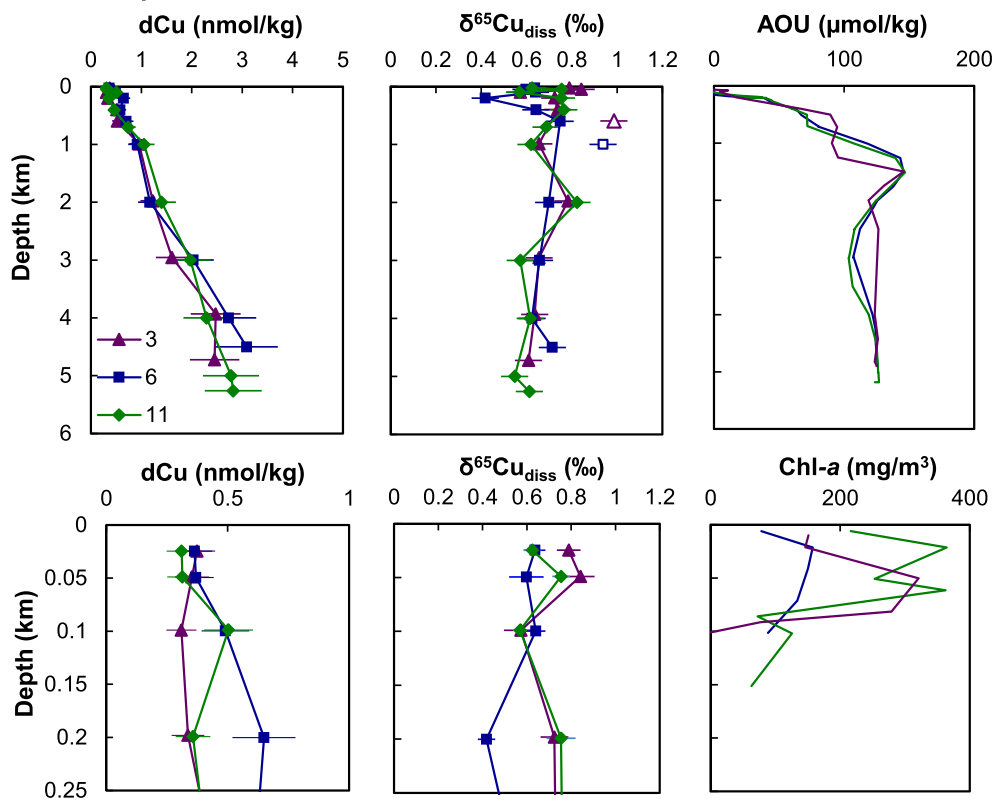 dCu (nmol/kg)
δ⁶⁵Cu_diss (‰)
AOU (µmol/kg)
0 1 2 3 4 5
0 0.2 0.4 0.6 0.8 1 1.2
0 100 200
0
1
2
3
4
5
6
Depth (km)
3
6
11
dCu (nmol/kg)
δ⁶⁵Cu_diss (‰)
Chl-a (mg/m³)
0 0.5 1
0 0.2 0.4 0.6 0.8 1 1.2
0 200 400
0
0.05
0.1
0.15
0.2
0.25
Depth (km)